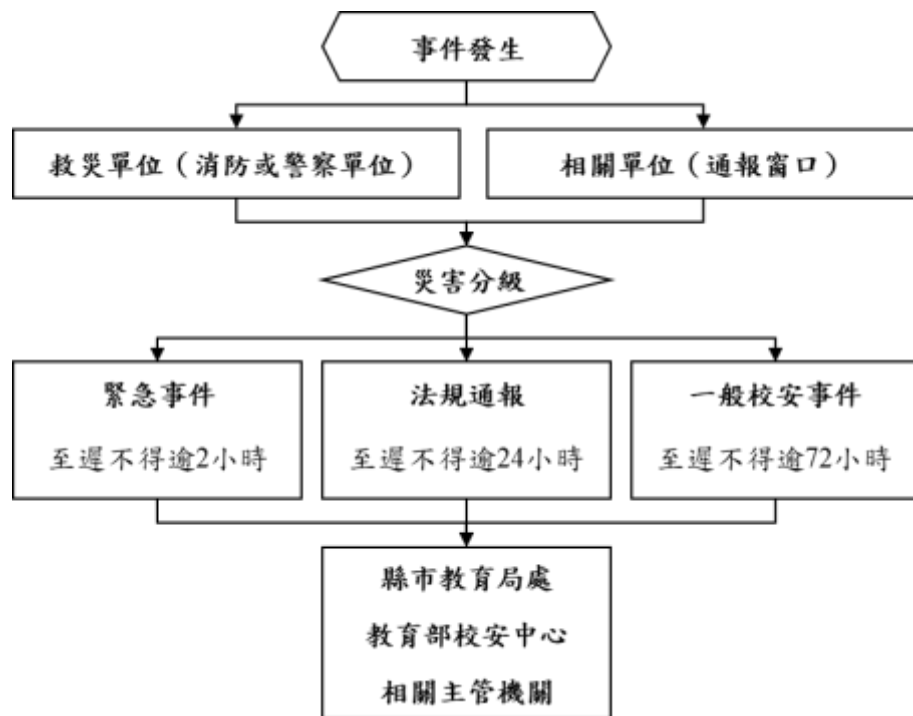 事件發生
救災單位（消防或警察單位）
相關單位（通報窗口）
災害分級
緊急事件
至遲不得逾2小時
法規通報
至遲不得逾24小時
一般校安事件
至遲不得逾72小時
縣市教育局處
教育部校安中心
相關主管機關